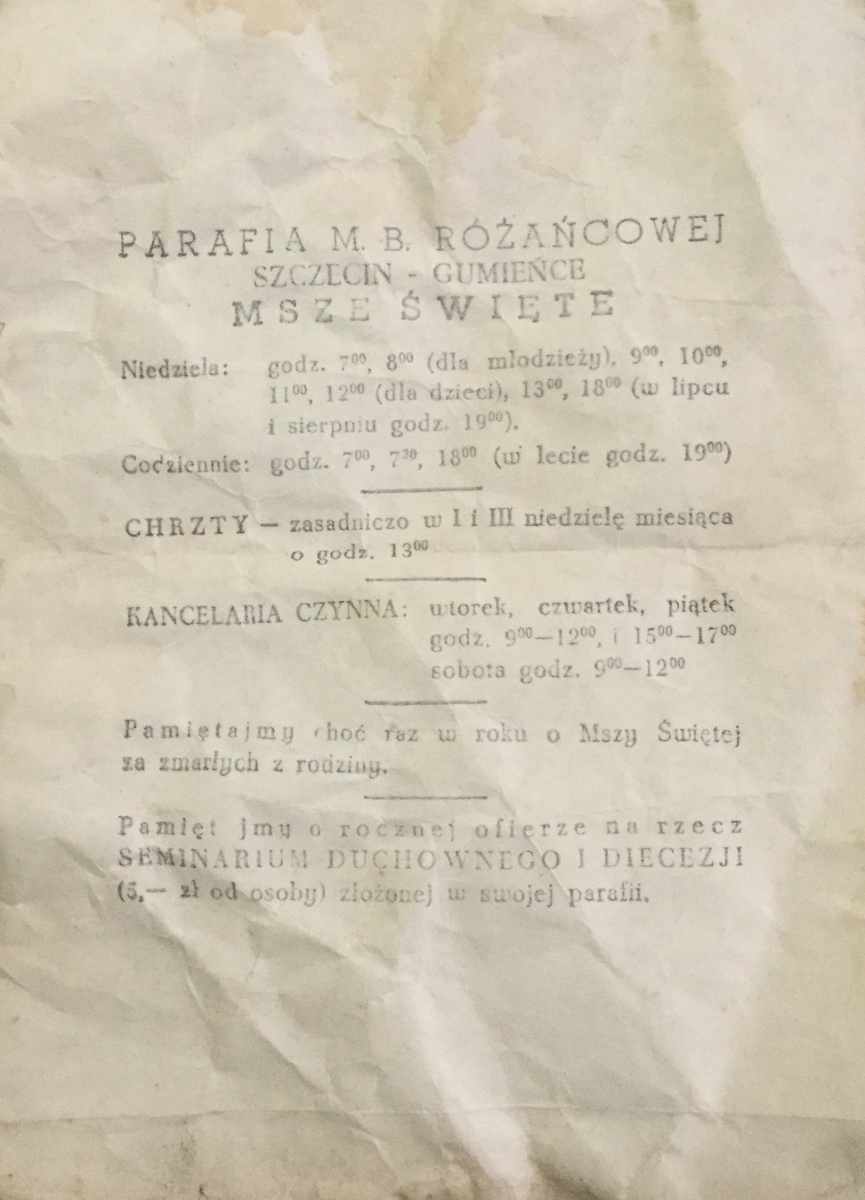 PARAFIA M. B. RÓŻAŃCOWEJ
SZCZECIN - GUMIEŃCE
MSZE ŚWIĘTE
Niedziela: godz. 7⁰⁰, 8⁰⁰ (dla młodzieży), 9⁰⁰, 10⁰⁰,
11⁰⁰, 12⁰⁰ (dla dzieci), 13⁰⁰, 18⁰⁰ (w lipcu
i sierpniu godz. 19⁰⁰).
Codziennie: godz. 7⁰⁰, 7³⁰, 18⁰⁰ (w lecie godz. 19⁰⁰)
CHRZTY — zasadniczo w I i III niedzielę miesiąca
o godz. 13⁰⁰
KANCELARIA CZYNNA: wtorek, czwartek, piątek
godz. 9⁰⁰—12⁰⁰, i 15⁰⁰—17⁰⁰
sobota godz. 9⁰⁰—12⁰⁰
Pamiętajmy choć raz w roku o Mszy Świętej
za zmarłych z rodziny.
Pamięt jmy o rocznej ofierze na rzecz
SEMINARIUM DUCHOWNEGO I DIECEZJI
(5,— zł od osoby) złożonej w swojej parafii.